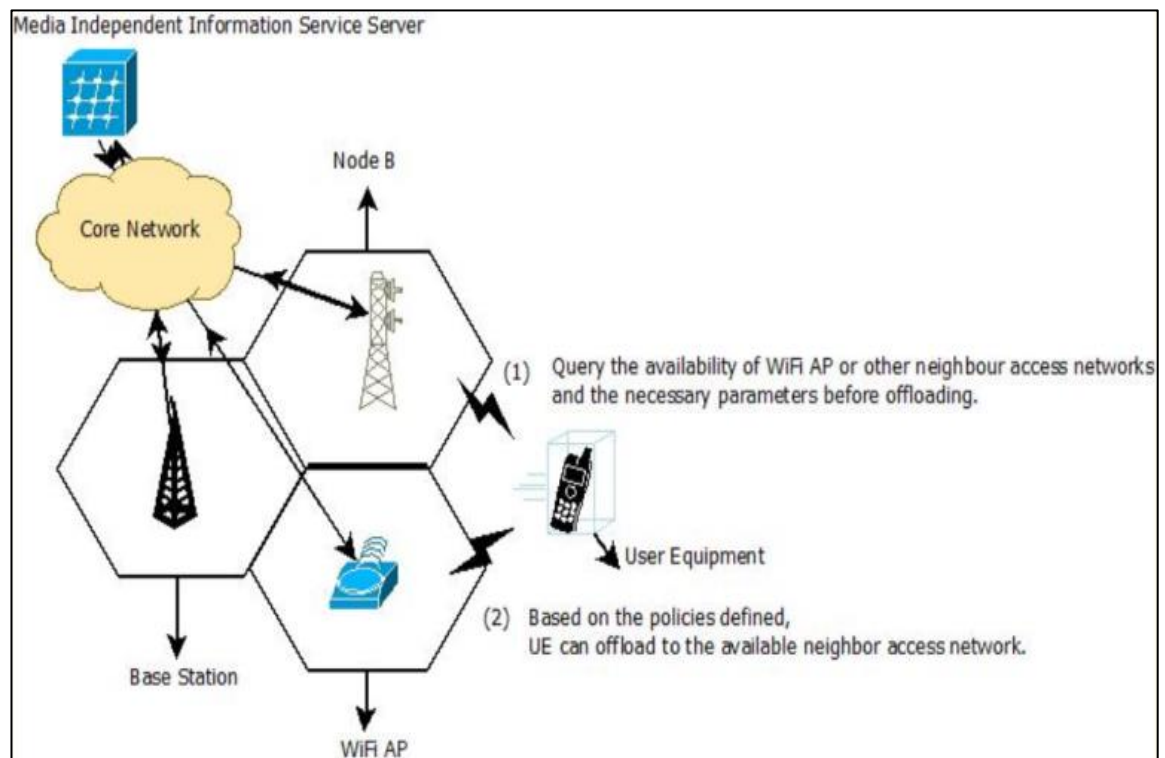 Media Independent Information Service Server
Node B
Core Network
(1) Query the availability of WiFi AP or other neighbour access networks
and the necessary parameters before offloading.
User Equipment
(2) Based on the policies defined,
UE can offload to the available neighbor access network.
Base Station
WiFi AP